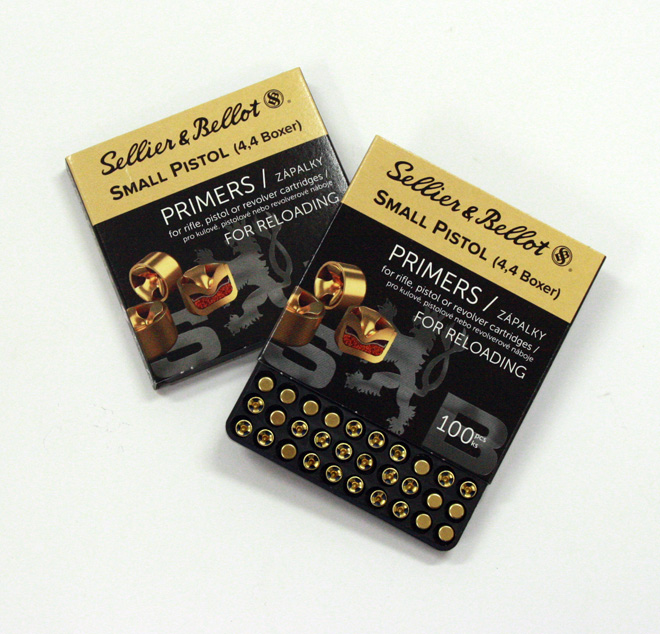 Sellier & Bellot
SMALL PISTOL (4,4 Boxer)
PRIMERS / ZÁPALKY
for rifle, pistol or revolver cartridges /
pro kulové, pistolové nebo revolverové náboje
FOR RELOADING
S
Sellier & Bellot
SMALL PISTOL (4,4 Boxer)
PRIMERS / ZÁPALKY
for rifle, pistol or revolver cartridges /
pro kulové, pistolové nebo revolverové náboje
FOR RELOADING
S
B
100 pcs
ks